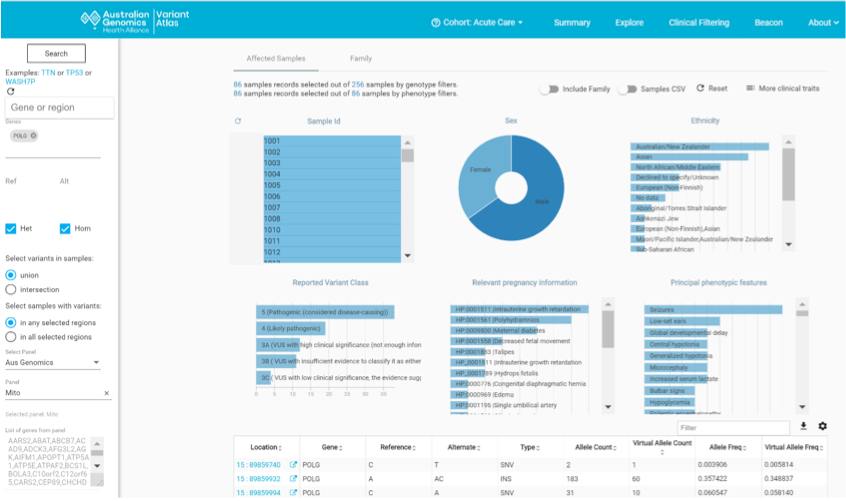 Australian Genomics Health Alliance
Variant Atlas
Cohort: Acute Care
Summary
Explore
Clinical Filtering
Beacon
About
Search
Examples: TTN or TP53 or
WASH7P
Gene or region
Genes
POLG
Ref
Alt
Het
Hom
Select variants in samples:
union
intersection
Select samples with variants:
in any selected regions
in all selected regions
Select Panel
Aus Genomics
Panel
Mito
Selected panel: Mito
List of genes from panel
AARS2,ABAT,ABCB7,AC
AD9,ADCK3,AFG3L2,AG
K,AIFM1,APOPT1,ATP5A
1,ATP5E,ATPAF2,BCS1L,
BOLA3,C10orf2,C12orf6
5,CARS2,CEP89,CHCHD
Affected Samples
Family
86 samples records selected out of 256 samples by genotype filters.
86 samples records selected out of 86 samples by phenotype filters.
Include Family
Samples CSV
Reset
More clinical traits
Sample Id
1001
1002
1003
1004
1005
1006
1007
1008
1010
1011
1012
Sex
Female
Male
Ethnicity
Australian/New Zealander
Asian
North African/Middle Eastern
Declined to specify/Unknown
European (Non-Finnish)
No data
Aboriginal/Torres Strait Islander
Ashkenazi Jew
European (Non-Finnish),Asian
Maori/Pacific Islander,Australian/New Zealander
Sub-Saharan African
Reported Variant Class
5 (Pathogenic (considered disease-causing))
4 (Likely pathogenic)
3A (VUS with high clinical significance (not enough infor
3B ( VUS with insufficient evidence to classify it as either
3C ( VUS with low clinical significance, the evidence sugg
0 5 10 15 20 25 30 35
Relevant pregnancy information
HP:0001511 (Intrauterine growth retardation
HP:0001561 (Polyhydramnios
HP:0009800 (Maternal diabetes
HP:0001558 (Decreased fetal movement
HP:0001883 (Talipes
HP_0001511 (Intrauterine growth retardation
HP_0001789 (Hydrops fetalis
HP:0000776 (Congenital diaphragmatic hernia
HP:0000969 (Edema
HP:0001195 (Single umbilical artery
Principal phenotypic features
Seizures
Low-set ears
Global developmental delay
Central hypotonia
Generalized hypotonia
Microcephaly
Increased serum lactate
Bulbar signs
Hypoglycemia
Filter
Location Gene Reference Alternate Type Allele Count Virtual Allele Count Allele Freq Virtual Allele Freq
15 : 89859740 POLG C T SNV 2 1 0.003906 0.005814
15 : 89859932 POLG A AC INS 183 60 0.357422 0.348837
15 : 89859994 POLG C A SNV 31 10 0.060547 0.058140